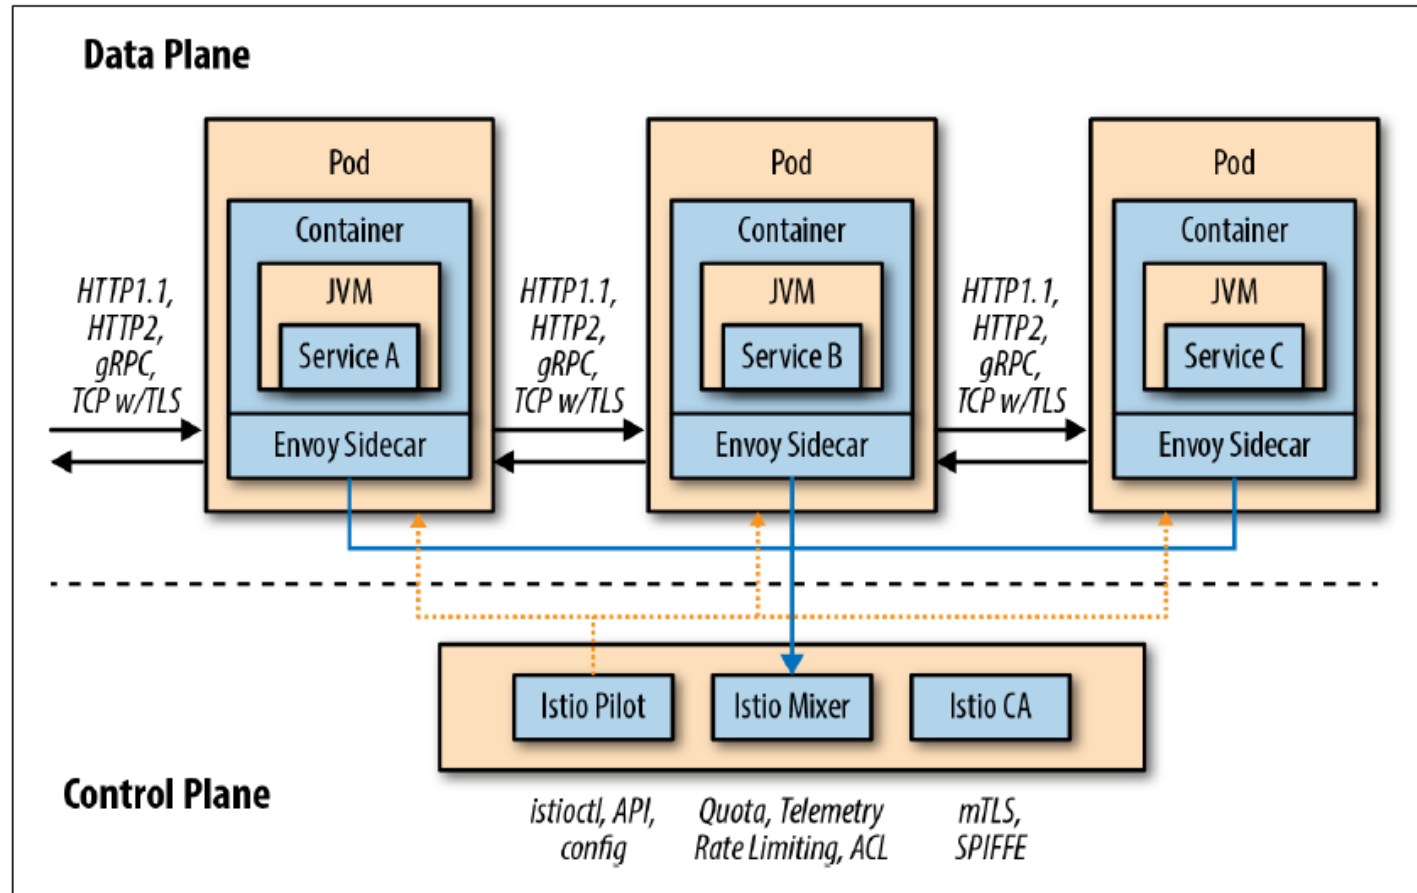 Data Plane
Pod
Container
JVM
Service A
Envoy Sidecar
Pod
Container
JVM
Service B
Envoy Sidecar
Pod
Container
JVM
Service C
Envoy Sidecar
HTTP1.1,
HTTP2,
gRPC,
TCP w/TLS
HTTP1.1,
HTTP2,
gRPC,
TCP w/TLS
HTTP1.1,
HTTP2,
gRPC,
TCP w/TLS
Istio Pilot
Istio Mixer
Istio CA
Control Plane
istioctl, API,
config
Quota, Telemetry
Rate Limiting, ACL
mTLS,
SPIFFE